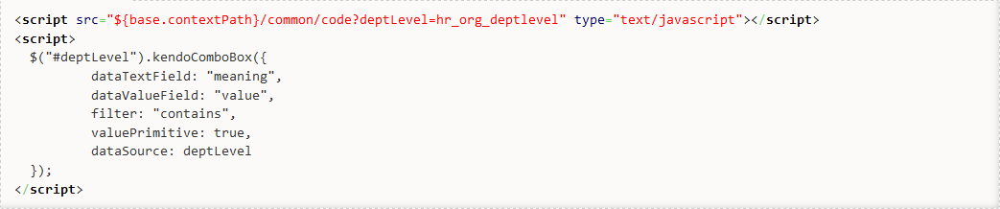 <script src="${base.contextPath}/common/code?deptLevel=hr_org_deptlevel" type="text/javascript"></script>
<script>
  $("#deptLevel").kendoComboBox({
          dataTextField: "meaning",
          dataValueField: "value",
          filter: "contains",
          valuePrimitive: true,
          dataSource: deptLevel
  });
</script>